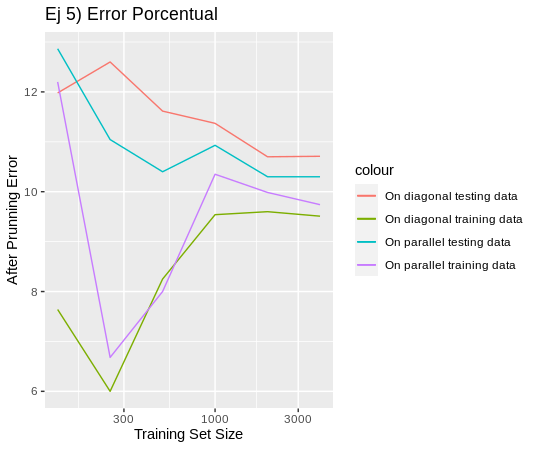 Ej 5) Error Porcentual
After Prunning Error
12
10
8
6
300
1000
3000
Training Set Size
colour
On diagonal testing data
On diagonal training data
On parallel testing data
On parallel training data